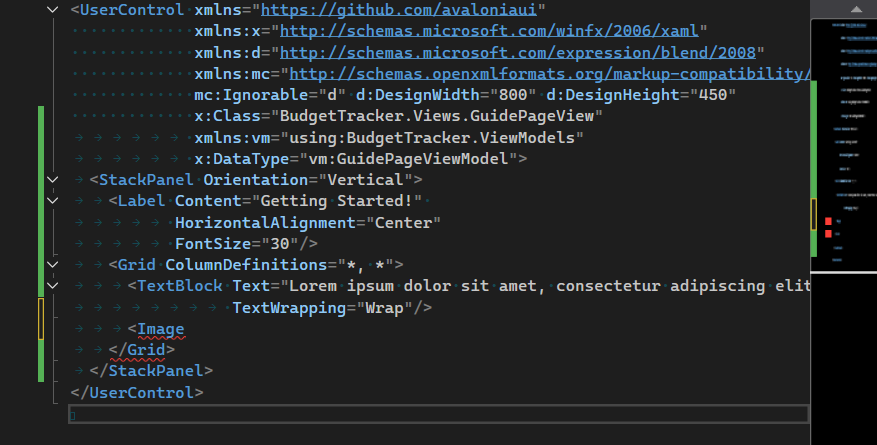 <UserControl xmlns="https://github.com/avaloniaui"
xmlns:x="http://schemas.microsoft.com/winfx/2006/xaml"
xmlns:d="http://schemas.microsoft.com/expression/blend/2008"
xmlns:mc="http://schemas.openxmlformats.org/markup-compatibility/
mc:Ignorable="d" d:DesignWidth="800" d:DesignHeight="450"
x:Class="BudgetTracker.Views.GuidePageView"
xmlns:vm="using:BudgetTracker.ViewModels"
x:DataType="vm:GuidePageViewModel">
<StackPanel Orientation="Vertical">
<Label Content="Getting Started!"
HorizontalAlignment="Center"
FontSize="30"/>
<Grid ColumnDefinitions="*, *">
<TextBlock Text="Lorem ipsum dolor sit amet, consectetur adipiscing elit
TextWrapping="Wrap"/>
<Image
</Grid>
</StackPanel>
</UserControl>